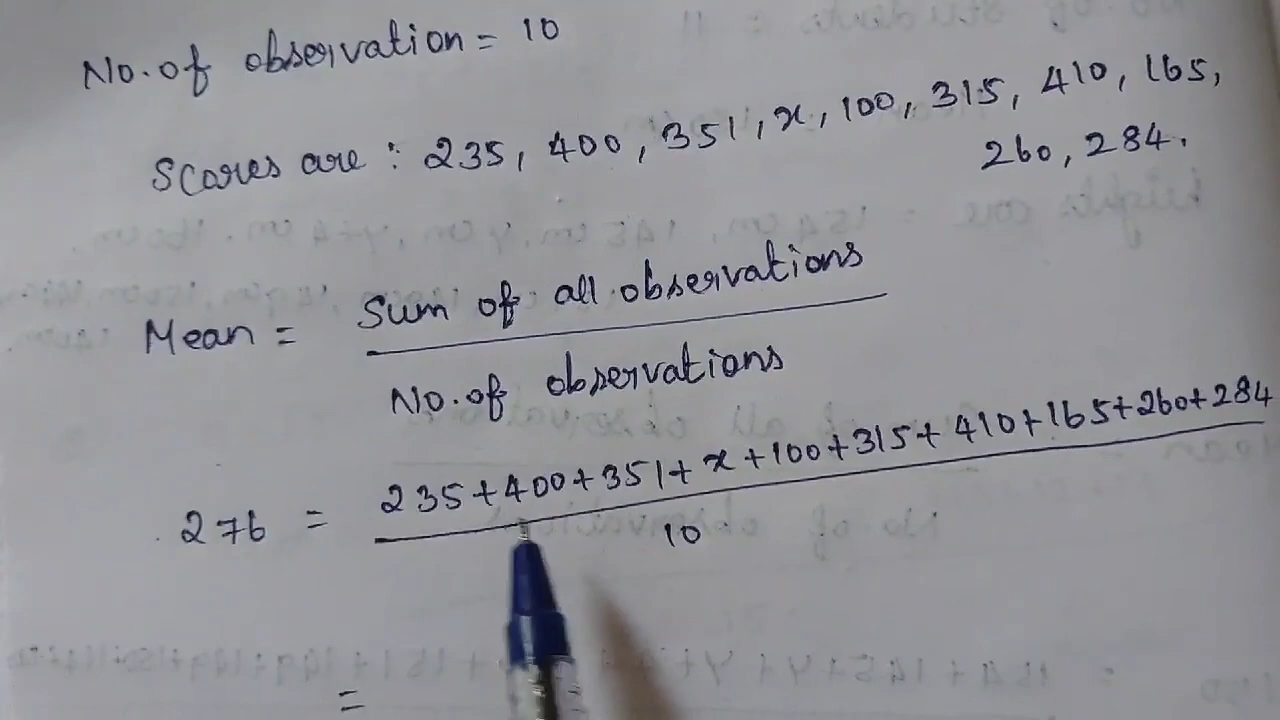 No. of observation = 10
Scores are : 235, 400, 351, x, 100, 315, 410, 165,
260, 284.
Mean = Sum of all observations
No. of observations
276 = 235+400+351+x+100+315+410+165+260+284
10
=